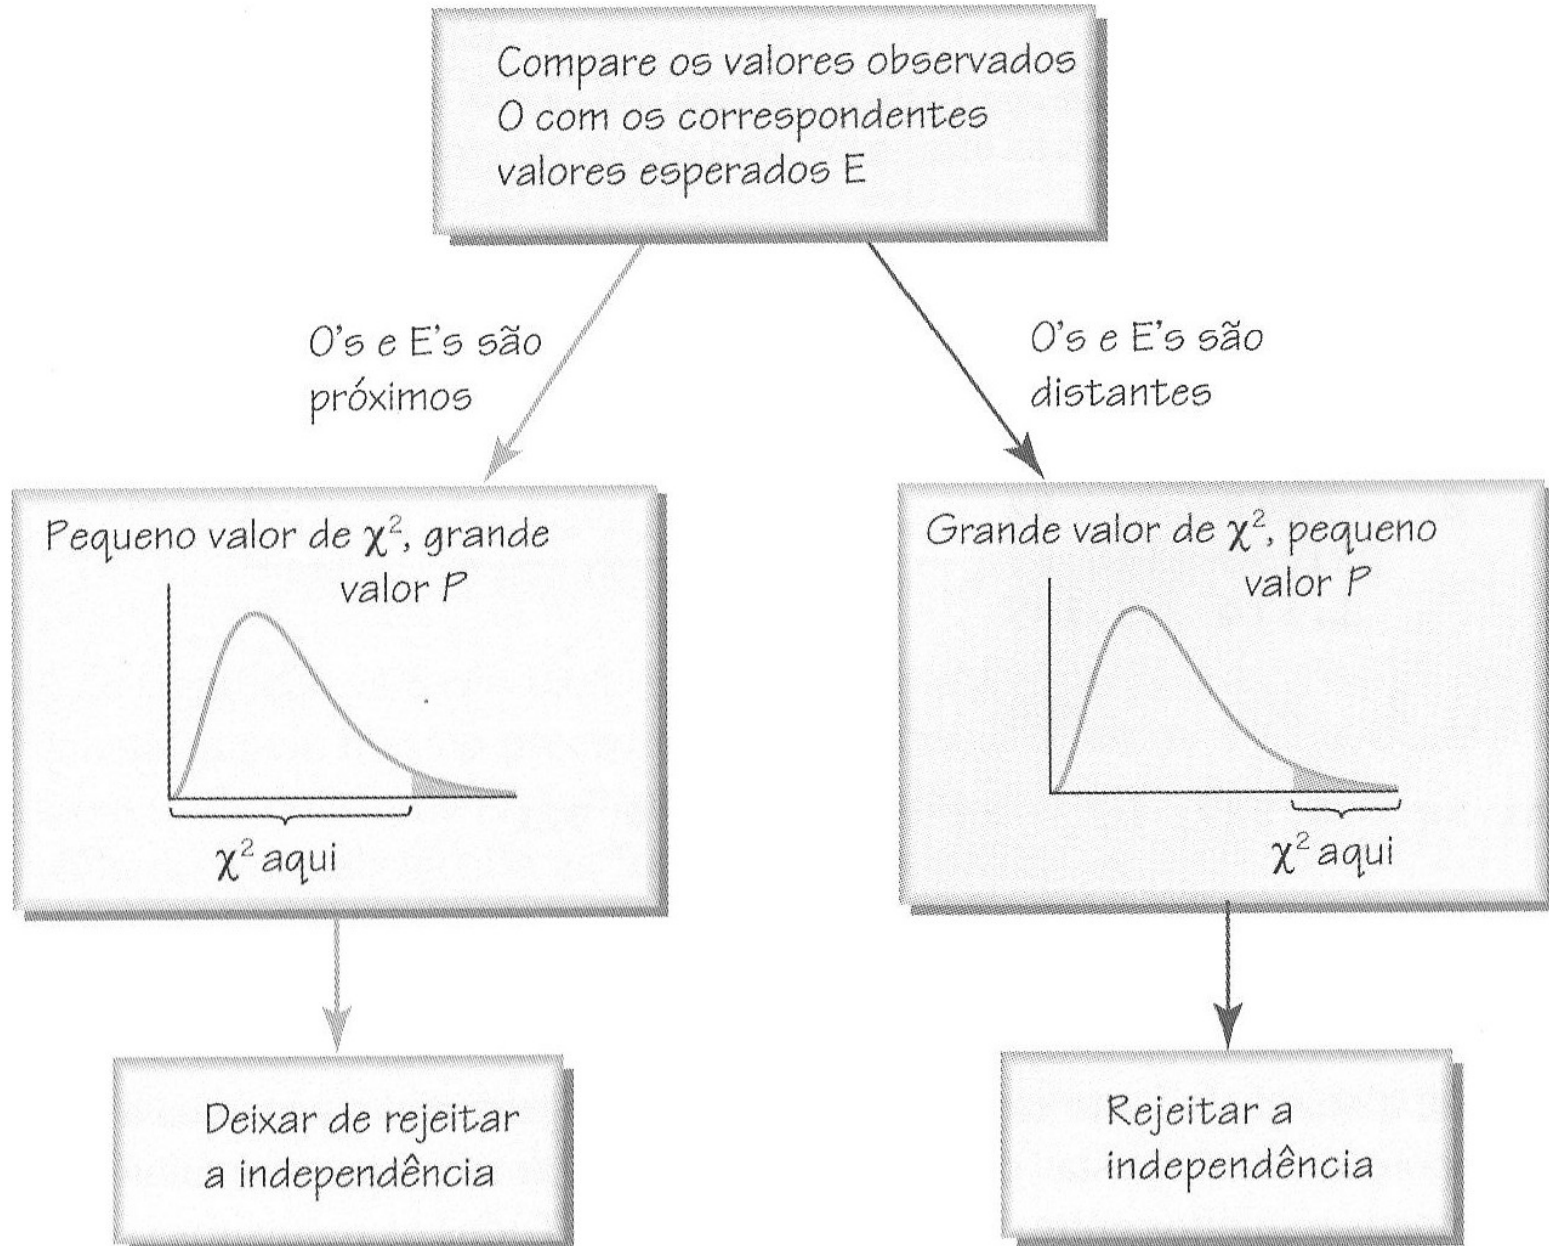 Compare os valores observados
O com os correspondentes
valores esperados E
O's e E's são
próximos
O's e E's são
distantes
Pequeno valor de χ², grande
valor P
χ² aqui
Grande valor de χ², pequeno
valor P
χ² aqui
Deixar de rejeitar
a independência
Rejeitar a
independência